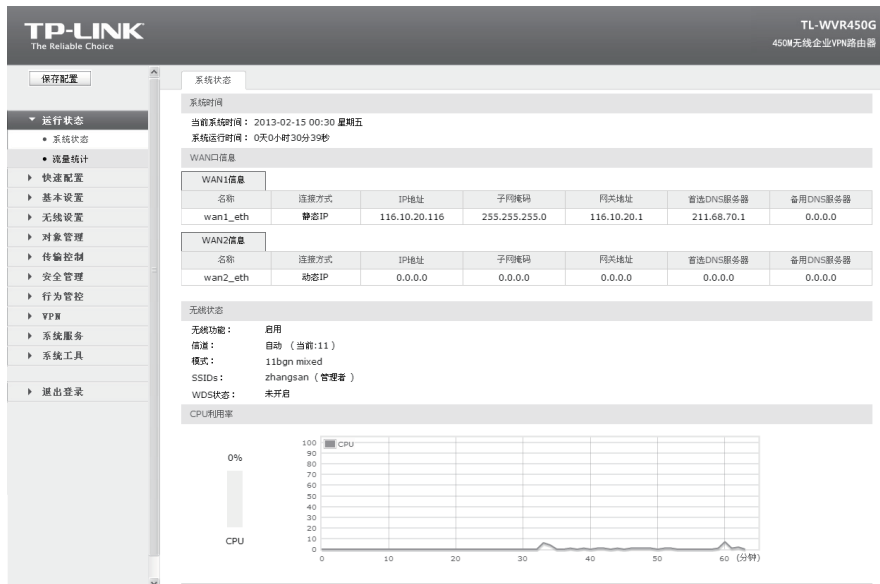 TP-LINK
The Reliable Choice
TL-WVR450G
450M无线企业VPN路由器
保存配置
运行状态
系统状态
流量统计
快速配置
基本设置
无线设置
对象管理
传输控制
安全管理
行为管控
VPN
系统服务
系统工具
退出登录
系统状态
系统时间
当前系统时间： 2013-02-15 00:30 星期五
系统运行时间： 0天0小时30分39秒
WAN口信息
WAN1信息
名称 连接方式 IP地址 子网掩码 网关地址 首选DNS服务器 备用DNS服务器
wan1_eth 静态IP 116.10.20.116 255.255.255.0 116.10.20.1 211.68.70.1 0.0.0.0
WAN2信息
名称 连接方式 IP地址 子网掩码 网关地址 首选DNS服务器 备用DNS服务器
wan2_eth 动态IP 0.0.0.0 0.0.0.0 0.0.0.0 0.0.0.0 0.0.0.0
无线状态
无线功能： 启用
信道： 自动 （当前:11）
模式： 11bgn mixed
SSIDs： zhangsan （管理者）
WDS状态： 未开启
CPU利用率
0%
CPU
CPU
100
90
80
70
60
50
40
30
20
10
0
0 10 20 30 40 50 60 (分钟)